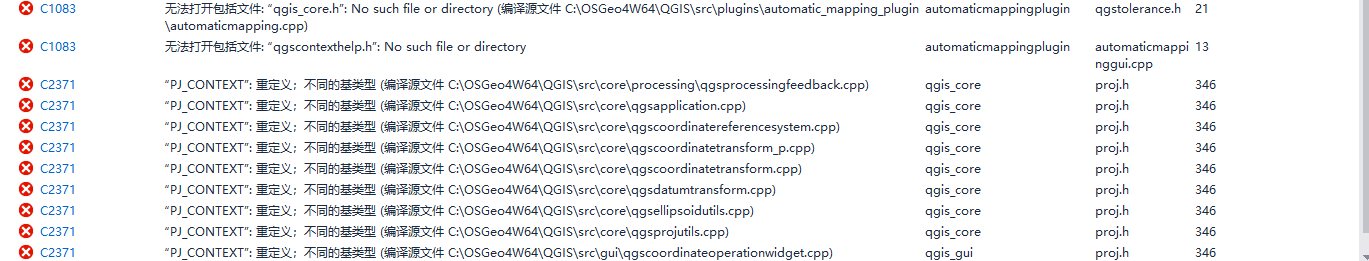 C1083 无法打开包括文件: “qgis_core.h”: No such file or directory (编译源文件 C:\OSGeo4W64\QGIS\src\plugins\automatic_mapping_plugin automaticmappingplugin qgstolerance.h 21
\automaticmapping.cpp)
C1083 无法打开包括文件: “qgscontexthelp.h”: No such file or directory automaticmappingplugin automaticmappi 13
nggui.cpp
C2371 “PJ_CONTEXT”: 重定义；不同的基类型 (编译源文件 C:\OSGeo4W64\QGIS\src\core\processing\qgsprocessingfeedback.cpp) qgis_core proj.h 346
C2371 “PJ_CONTEXT”: 重定义；不同的基类型 (编译源文件 C:\OSGeo4W64\QGIS\src\core\qgsapplication.cpp) qgis_core proj.h 346
C2371 “PJ_CONTEXT”: 重定义；不同的基类型 (编译源文件 C:\OSGeo4W64\QGIS\src\core\qgscoordinatereferencesystem.cpp) qgis_core proj.h 346
C2371 “PJ_CONTEXT”: 重定义；不同的基类型 (编译源文件 C:\OSGeo4W64\QGIS\src\core\qgscoordinatetransform_p.cpp) qgis_core proj.h 346
C2371 “PJ_CONTEXT”: 重定义；不同的基类型 (编译源文件 C:\OSGeo4W64\QGIS\src\core\qgscoordinatetransform.cpp) qgis_core proj.h 346
C2371 “PJ_CONTEXT”: 重定义；不同的基类型 (编译源文件 C:\OSGeo4W64\QGIS\src\core\qgsdatumtransform.cpp) qgis_core proj.h 346
C2371 “PJ_CONTEXT”: 重定义；不同的基类型 (编译源文件 C:\OSGeo4W64\QGIS\src\core\qgsellipsoidutils.cpp) qgis_core proj.h 346
C2371 “PJ_CONTEXT”: 重定义；不同的基类型 (编译源文件 C:\OSGeo4W64\QGIS\src\core\qgsprojutils.cpp) qgis_core proj.h 346
C2371 “PJ_CONTEXT”: 重定义；不同的基类型 (编译源文件 C:\OSGeo4W64\QGIS\src\gui\qgscoordinateoperationwidget.cpp) qgis_gui proj.h 346